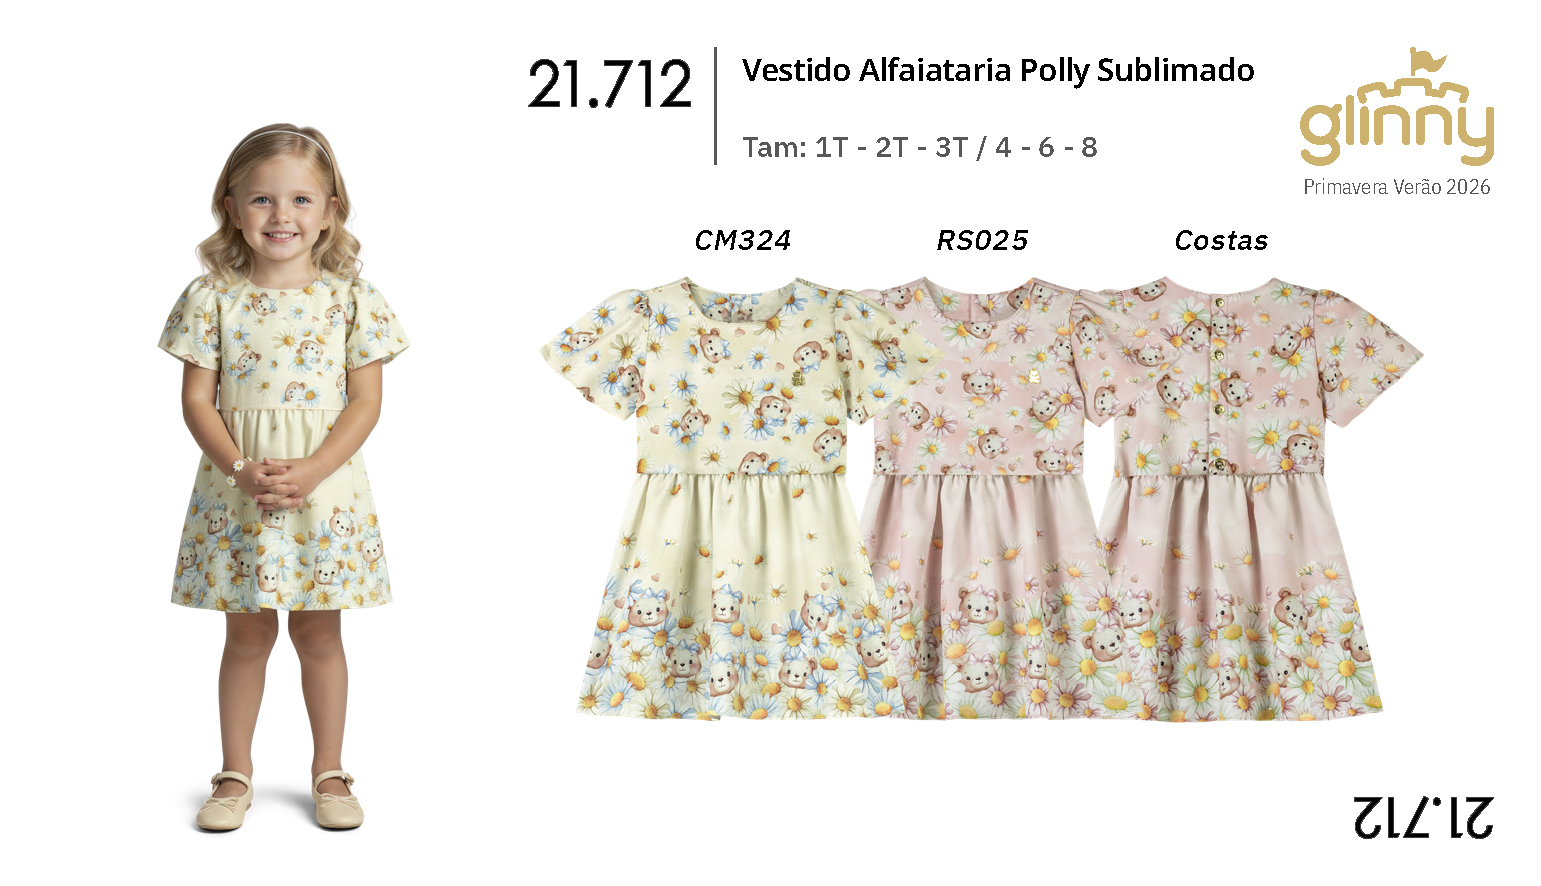 21.712
Vestido Alfaiataria Polly Sublimado
Tam: 1T - 2T - 3T / 4 - 6 - 8
glinny
Primavera Verão 2026
CM324
RS025
Costas
21.712